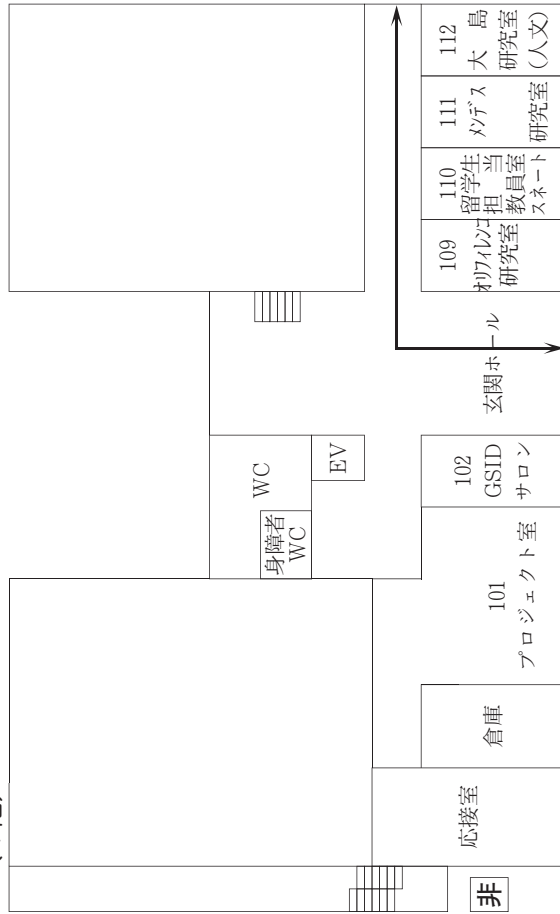 WC
身障者
WC
EV
非
応接室
倉庫
101
プロジェクト室
102
GSID
サロン
玄関ホール
109
オリフィレンコ
研究室
110
留学生
担 当
教員室
スネート
111
メンデス
研究室
112
大 島
研究室
(人文)